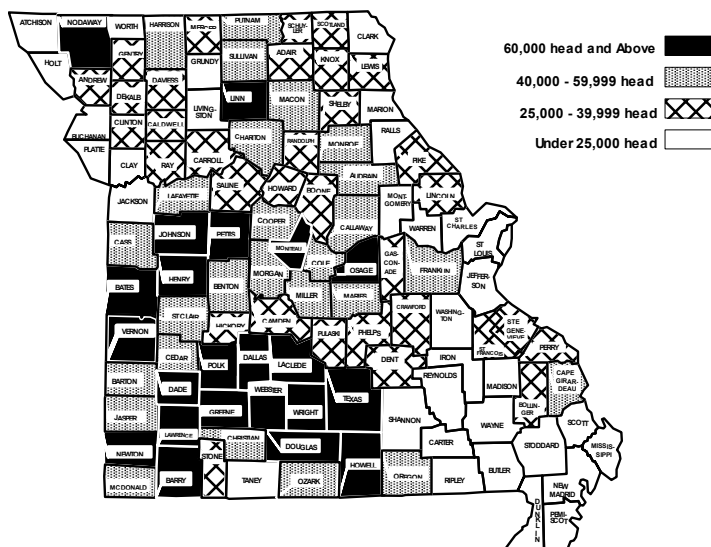 60,000 head and Above
40,000 - 59,999 head
25,000 - 39,999 head
Under 25,000 head
ATCHISON
NODAWAY
WORTH
HARRISON
MERCER
PUTNAM
SCHUY-
LER
SCOTLAND
CLARK
HOLT
GENTRY
GRUNDY
SULLIVAN
ADAIR
KNOX
LEWIS
ANDREW
DEKALB
DAVIESS
LIVING-
STON
LINN
MACON
SHELBY
MARION
BUCHANAN
CLINTON
CALDWELL
CHARITON
RANDOLPH
MONROE
RALLS
PLATTE
CLAY
RAY
CARROLL
AUDRAIN
PIKE
JACKSON
LAFAYETTE
SALINE
HOWARD
BOONE
MONT-
GOMERY
LINCOLN
CALLAWAY
WARREN
ST
CHARLES
CASS
JOHNSON
PETTIS
COOPER
MONITEAU
COLE
OSAGE
GAS-
CON-
ADE
FRANKLIN
ST
LOUIS
JEFFER-
SON
BATES
HENRY
BENTON
MORGAN
MILLER
MARIES
VERNON
ST CLAIR
HICKORY
CAMDEN
PULASKI
PHELPS
CRAWFORD
WASHING-
TON
ST
FRANCOIS
STE
GENE-
VIEVE
PERRY
CEDAR
POLK
DALLAS
LACLEDE
DENT
IRON
REYNOLDS
MADISON
BOLLIN-
GER
CAPE
GIRAR-
DEAU
BARTON
DADE
WEBSTER
TEXAS
JASPER
GREENE
WRIGHT
SHANNON
WAYNE
SCOTT
MISSIS-
SIPPI
LAWRENCE
CHRISTIAN
DOUGLAS
CARTER
STODDARD
NEWTON
STONE
HOWELL
BUTLER
MCDONALD
BARRY
TANEY
OZARK
OREGON
RIPLEY
NEW
MADRID
PEMI-
SCOT
DUNKLIN